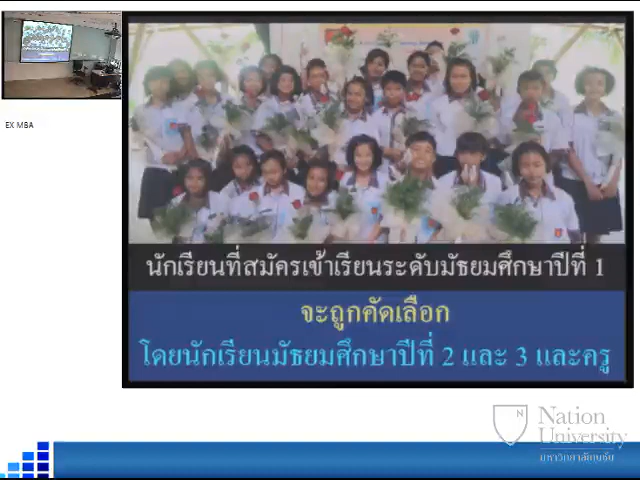 EX MBA
นักเรียนที่สมัครเข้าเรียนระดับมัธยมศึกษาปีที่ 1
จะถูกคัดเลือก
โดยนักเรียนมัธยมศึกษาปีที่ 2 และ 3 และครู
N
Nation
University
มหาวิทยาลัยเนชั่น